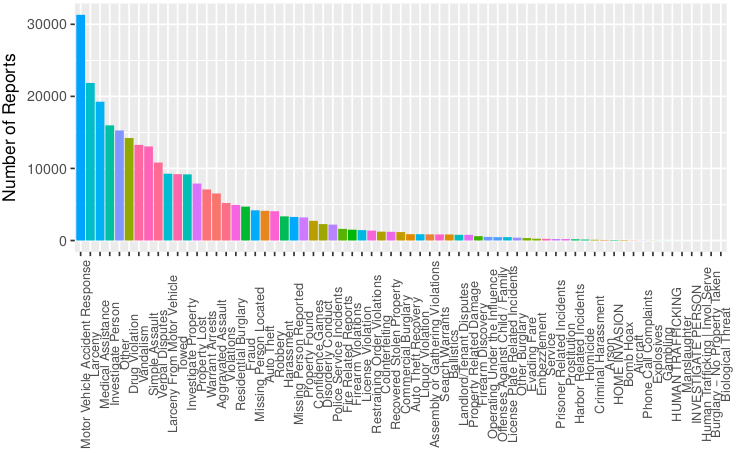 Number of Reports
30000
20000
10000
0
Motor Vehicle Accident Response
Larceny
Medical Assistance
Investigate Person
Other
Drug Violation
Vandalism
Simple Assault
Verbal Disputes
Larceny From Motor Vehicle
Towed
Investigate Property
Property Lost
Warrant Arrests
Aggravated Assault
Violations
Residential Burglary
Fraud
Missing Person Located
Auto Theft
Robbery
Harassment
Missing Person Reported
Property Found
Confidence Games
Disorderly Conduct
Police Service Incidents
Fire Related Reports
Firearm Violations
License Violation
Restraining Order Violations
Counterfeiting
Recovered Stolen Property
Commercial Burglary
Auto Theft Recovery
Liquor Violation
Assembly or Gathering Violations
Search Warrants
Ballistics
Landlord/Tenant Disputes
Property Related Damage
Firearm Discovery
Operating Under the Influence
Offenses Against Child / Family
License Plate Related Incidents
Other Burglary
Evading Fare
Embezzlement
Service
Prisoner Related Incidents
Prostitution
Harbor Related Incidents
Homicide
Criminal Harassment
Arson
HOME INVASION
Bomb Hoax
Aircraft
Phone Call Complaints
Explosives
Gambling
HUMAN TRAFFICKING
Manslaughter
INVESTIGATE PERSON
Human Trafficking | Invol Serve
Burglary - No Property Taken
Biological Threat